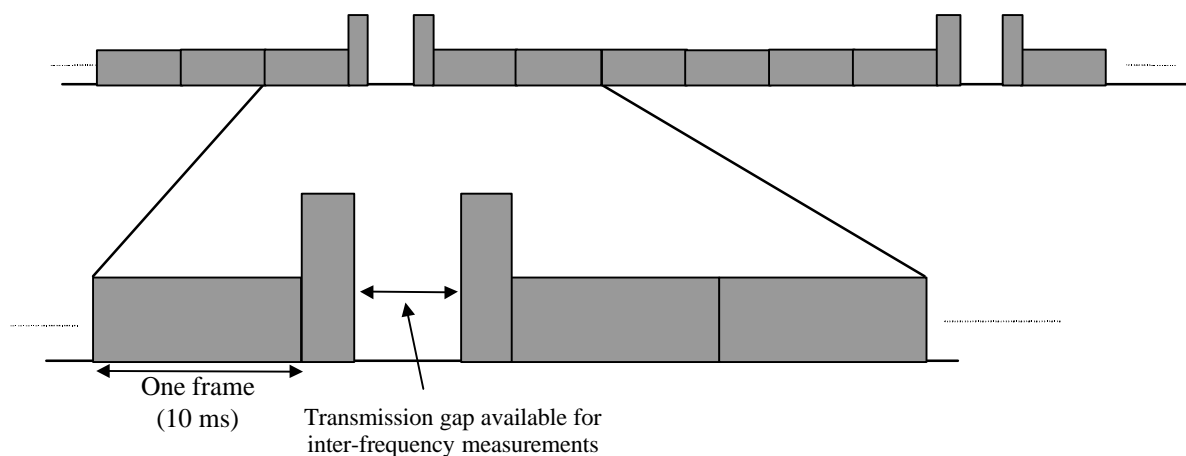 One frame
(10 ms)
Transmission gap available for
inter-frequency measurements